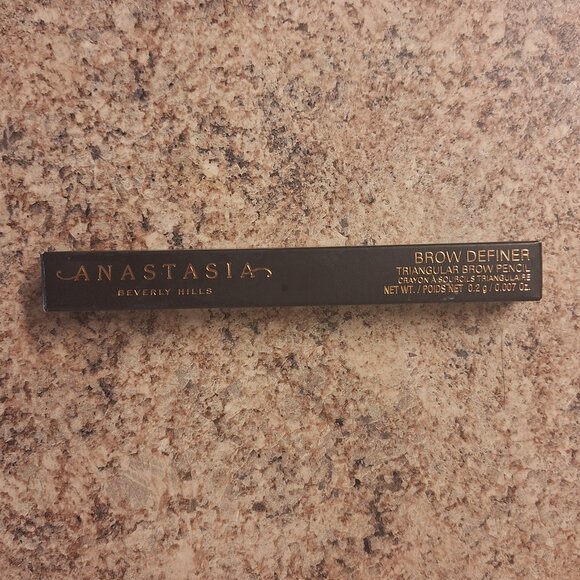 ANASTASIA
BEVERLY HILLS
BROW DEFINER
TRIANGULAR BROW PENCIL
CRAYON À SOURCILS TRIANGULAIRE
NET WT. / POIDS NET 0.2 g / 0.007 Oz.